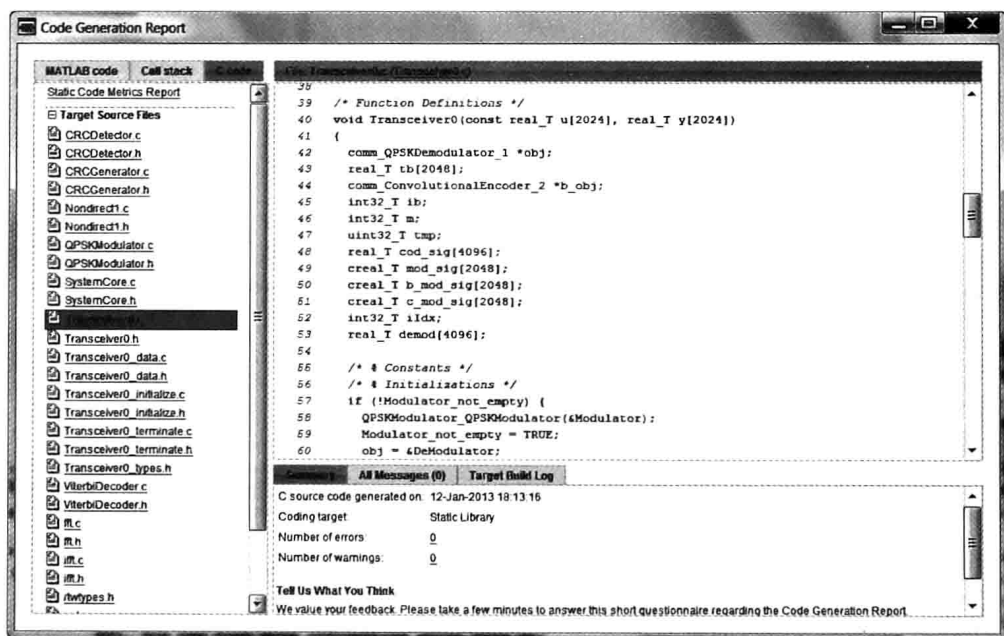 Code Generation Report
MATLAB code Call stack C code
Static Code Metrics Report
Target Source Files
CRCDetector.c
CRCDetector.h
CRCGenerator.c
CRCGenerator.h
Nondirect1.c
Nondirect1.h
QPSKModulator.c
QPSKModulator.h
SystemCore.c
SystemCore.h
Transceiver0.h
Transceiver0_data.c
Transceiver0_data.h
Transceiver0_initialize.c
Transceiver0_initialize.h
Transceiver0_terminate.c
Transceiver0_terminate.h
Transceiver0_types.h
ViterbiDecoder.c
ViterbiDecoder.h
fft.c
fft.h
ifft.c
ifft.h
rtwtypes.h
38
39 /* Function Definitions */
40 void Transceiver0(const real_T u[2024], real_T y[2024])
41 {
42 comm_QPSKDemodulator_1 *obj;
43 real_T tb[2048];
44 comm_ConvolutionalEncoder_2 *b_obj;
45 int32_T ib;
46 int32_T m;
47 uint32_T tmp;
48 real_T cod_sig[4096];
49 creal_T mod_sig[2048];
50 creal_T b_mod_sig[2048];
51 creal_T c_mod_sig[2048];
52 int32_T iIdx;
53 real_T demod[4096];
54
55 /* % Constants */
56 /* % Initializations */
57 if (!Modulator_not_empty) {
58 QPSKModulator_QPSKModulator(&Modulator);
59 Modulator_not_empty = TRUE;
60 obj = &DeModulator;
Summary All Messages (0) Target Build Log
C source code generated on: 12-Jan-2013 18:13:16
Coding target Static Library
Number of errors: 0
Number of warnings: 0
Tell Us What You Think
We value your feedback. Please take a few minutes to answer this short questionnaire regarding the Code Generation Report